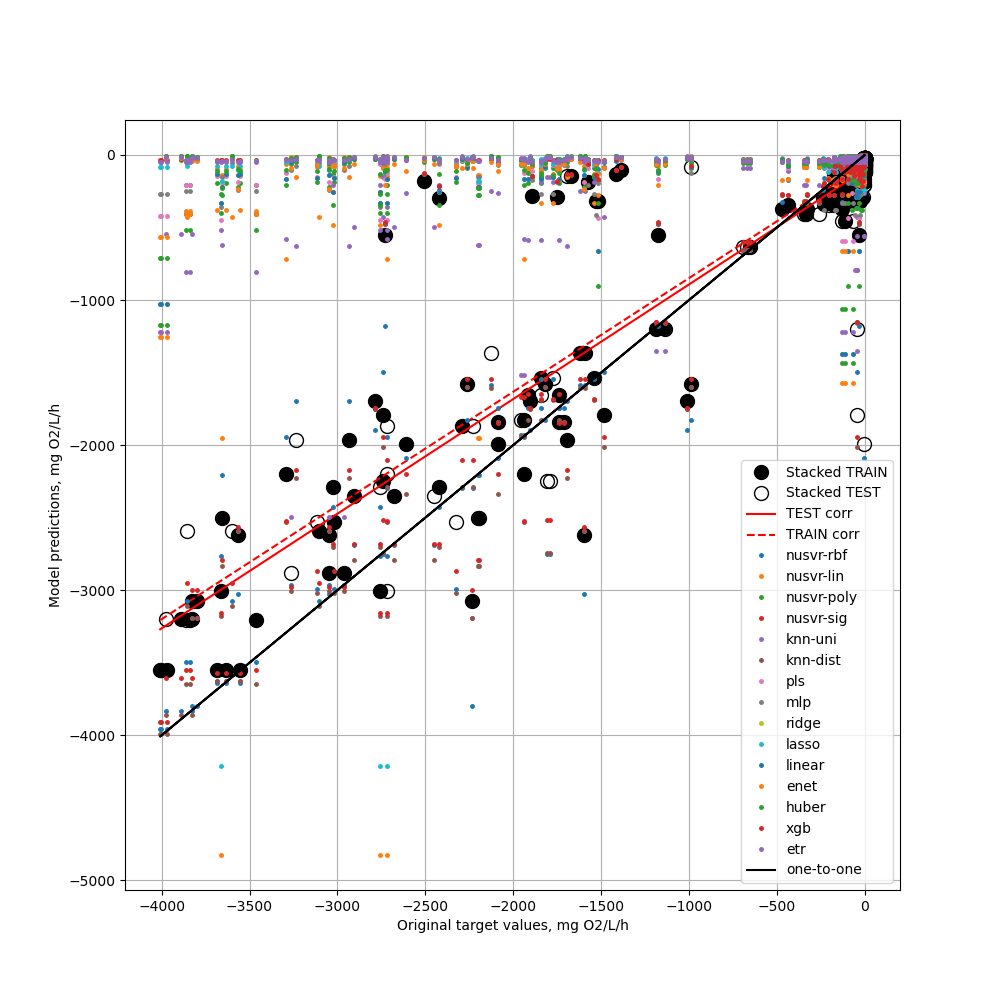 0
−1000
−2000
−3000
−4000
−5000
Model predictions, mg O2/L/h
−4000 −3500 −3000 −2500 −2000 −1500 −1000 −500 0
Original target values, mg O2/L/h
Stacked TRAIN
Stacked TEST
TEST corr
TRAIN corr
nusvr-rbf
nusvr-lin
nusvr-poly
nusvr-sig
knn-uni
knn-dist
pls
mlp
ridge
lasso
linear
enet
huber
xgb
etr
one-to-one